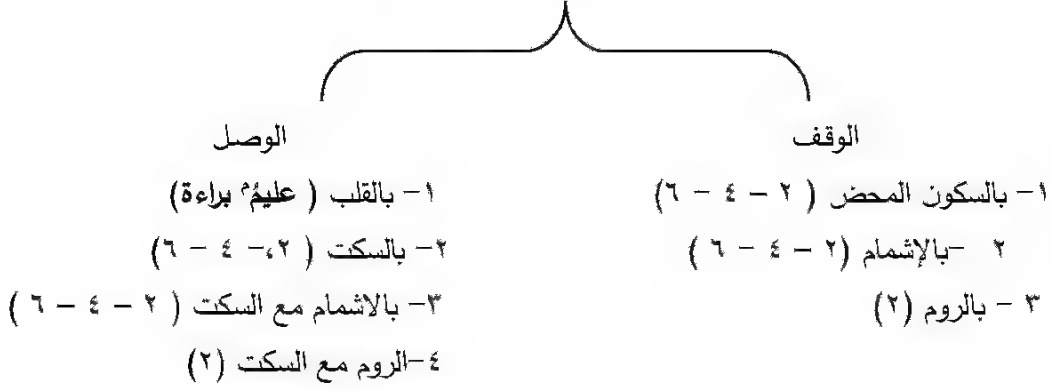 الوقف
١- بالسكون المحض ( ٢ – ٤ – ٦)
٢ -بالإشمام (٢ – ٤ – ٦ )
٣ - بالروم (٢)
الوصل
١- بالقلب ( عليمُ ۢ براءة)
٢- بالسكت ( ٢،- ٤ - ٦)
٣- بالاشمام مع السكت ( ٢ – ٤ – ٦ )
٤-الروم مع السكت (٢)